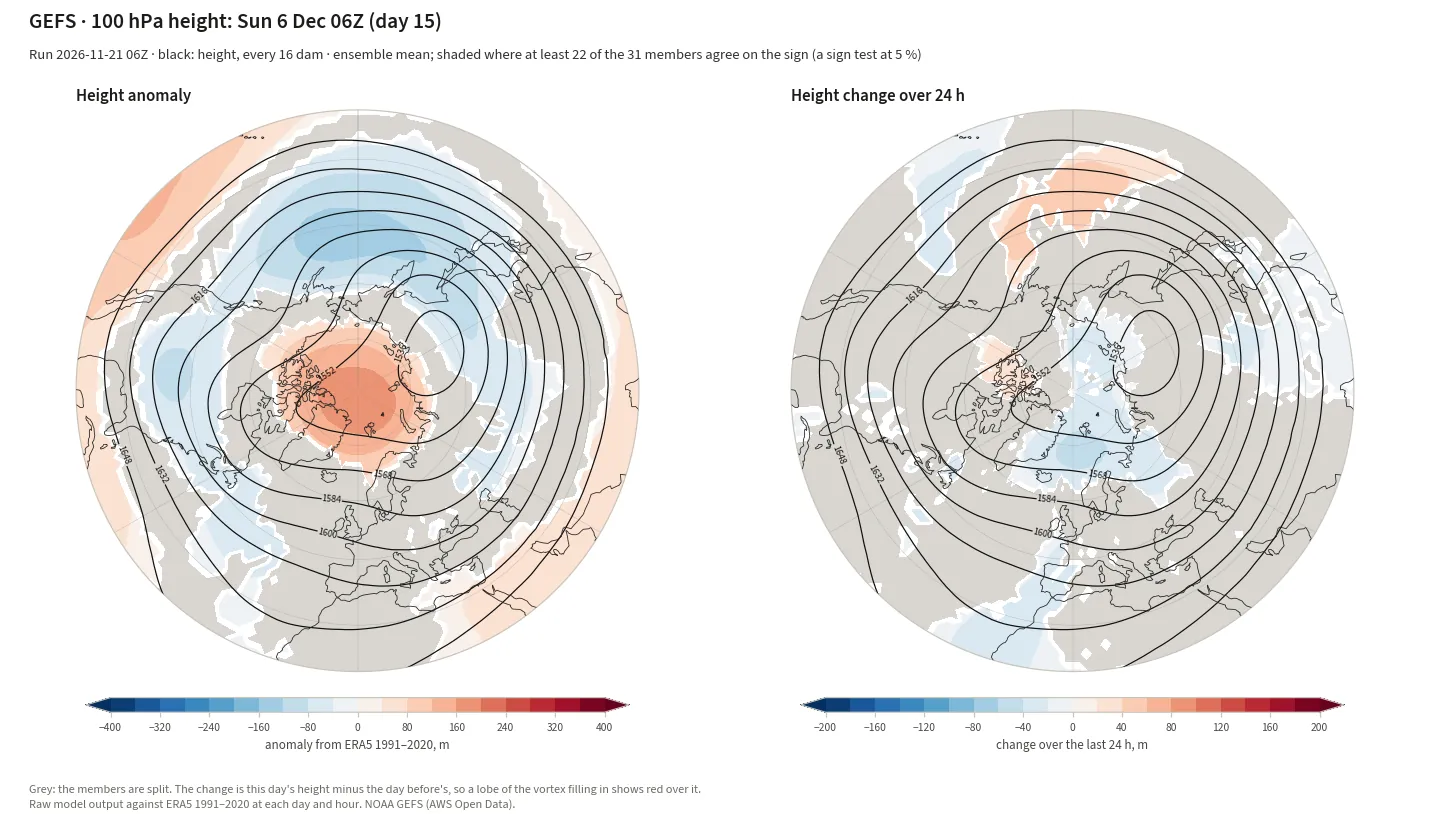 GEFS · 100 hPa height: Sun 6 Dec 06Z (day 15)
Run 2026-11-21 06Z · black: height, every 16 dam · ensemble mean; shaded where at least 22 of the 31 members agree on the sign (a sign test at 5 %)
Height anomaly
Height change over 24 h
1616
1536
1552
1568
1584
1600
1632
1648
1616
1536
1552
1568
1584
1600
1632
1648
−400 −320 −240 −160 −80 0 80 160 240 320 400
anomaly from ERA5 1991–2020, m
−200 −160 −120 −80 −40 0 40 80 120 160 200
change over the last 24 h, m
Grey: the members are split. The change is this day's height minus the day before's, so a lobe of the vortex filling in shows red over it.
Raw model output against ERA5 1991–2020 at each day and hour. NOAA GEFS (AWS Open Data).